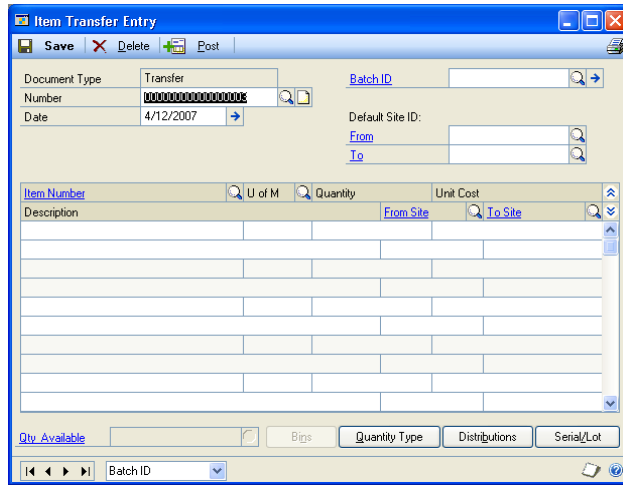 Item Transfer Entry
Save Delete Post
Document Type Transfer Batch ID
Number 00000000000000003
Date 4/12/2007 Default Site ID:
From
To
Item Number U of M Quantity Unit Cost
Description From Site To Site
Qty Available Bins Quantity Type Distributions Serial/Lot
Batch ID